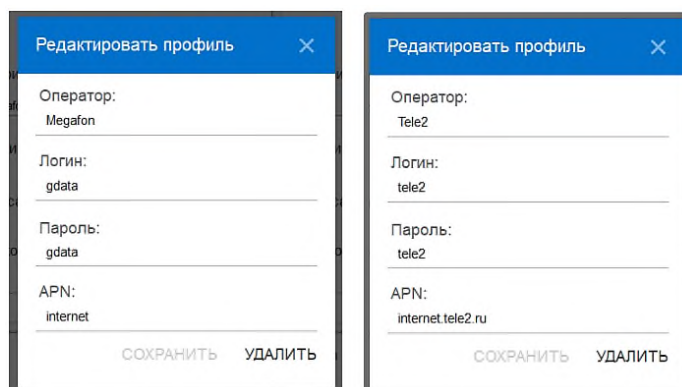 Редактировать профиль
Оператор:
Megafon
Логин:
gdata
Пароль:
gdata
APN:
internet
СОХРАНИТЬ УДАЛИТЬ
Редактировать профиль
Оператор:
Tele2
Логин:
tele2
Пароль:
tele2
APN:
internet.tele2.ru
СОХРАНИТЬ УДАЛИТЬ